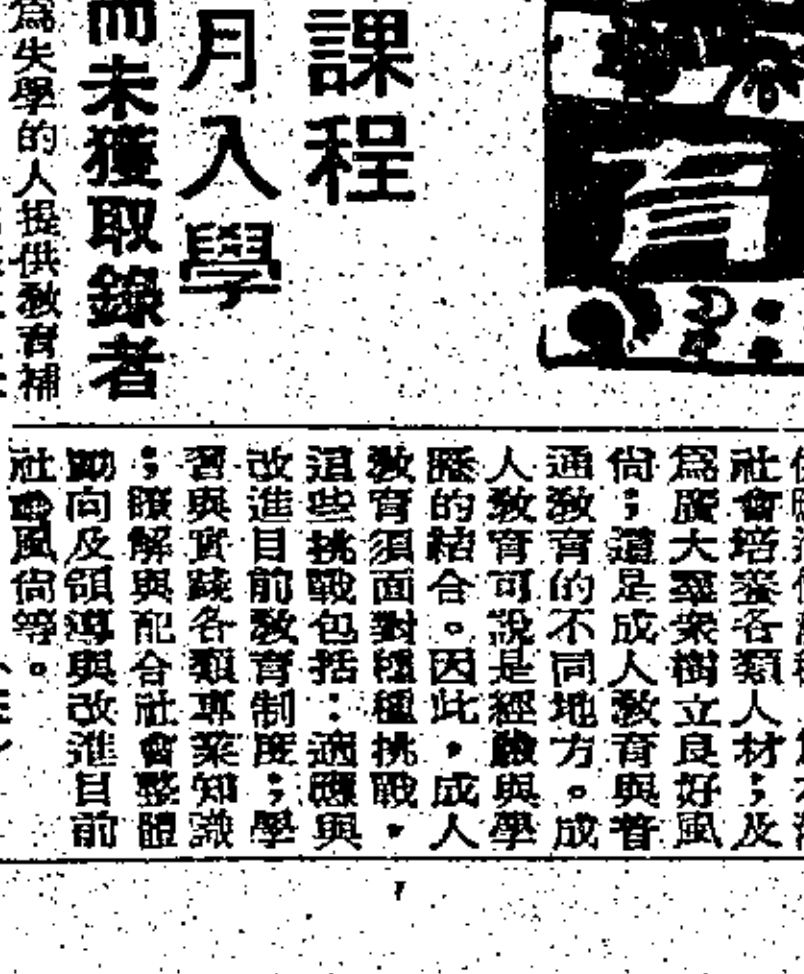 育
課程
月入學
而未獲取錄者
為失學的人提供教育補
社會培養各類人材；及
為廣大羣衆樹立良好風
尙；這是成人教育與普
通教育的不同地方。成
人教育可說是經驗與學
歷的結合。因此，成人
教育須面對種種挑戰，
這些挑戰包括：適應與
改進目前教育制度；學
習與實踐各類專業知識
；瞭解與配合社會整體
動向及領導與改進目前
社會風尙等。